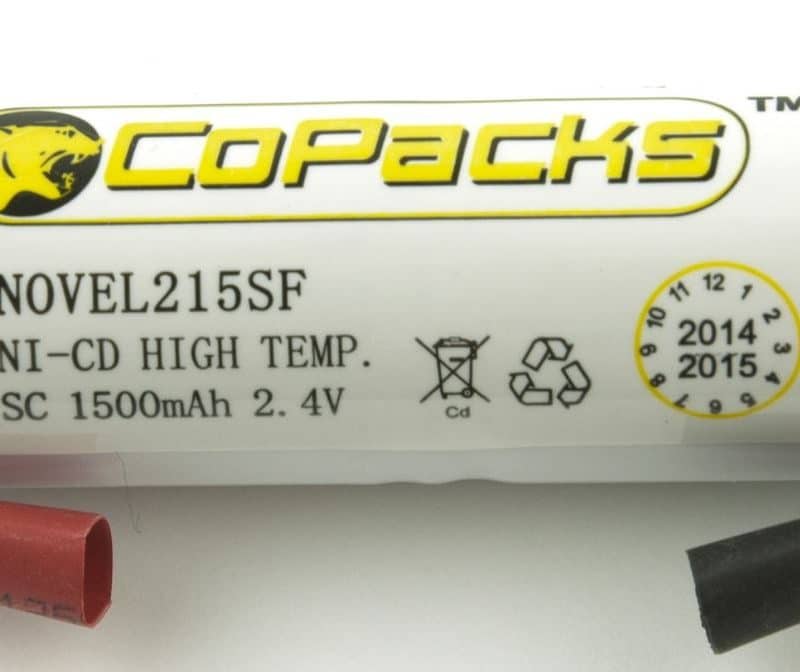 CoPacks
TM
NOVEL215SF
NI-CD HIGH TEMP.
SC 1500mAh 2.4V
Cd
12 1 2 3 4 5 6 7 8 9 10 11
2014
2015